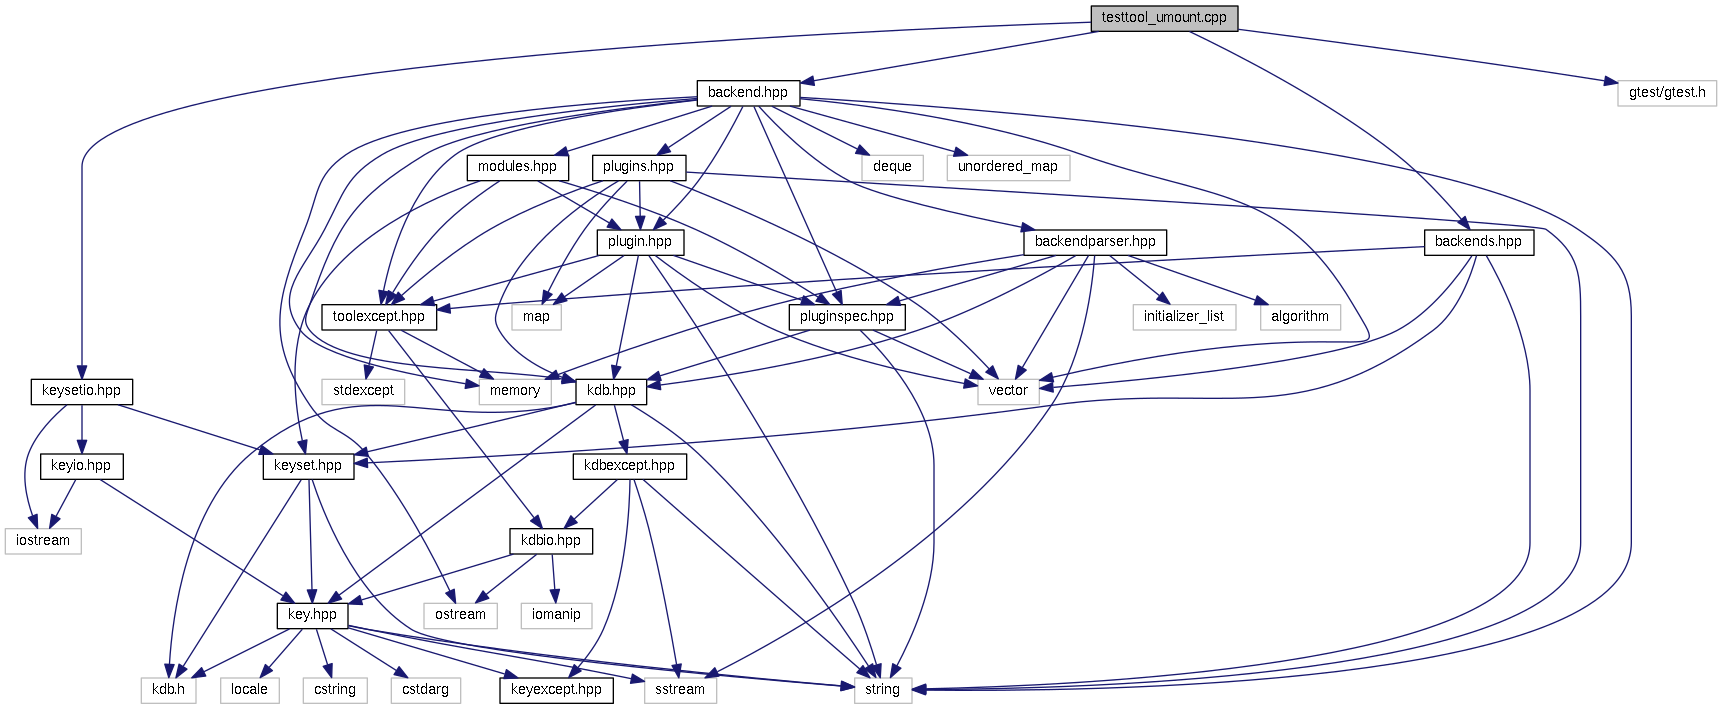 testtool_umount.cpp
backend.hpp
gtest/gtest.h
modules.hpp
plugins.hpp
deque
unordered_map
plugin.hpp
backendparser.hpp
backends.hpp
toolexcept.hpp
map
pluginspec.hpp
initializer_list
algorithm
keysetio.hpp
stdexcept
memory
kdb.hpp
vector
keyio.hpp
keyset.hpp
kdbexcept.hpp
iostream
kdbio.hpp
key.hpp
ostream
iomanip
kdb.h
locale
cstring
cstdarg
keyexcept.hpp
sstream
string